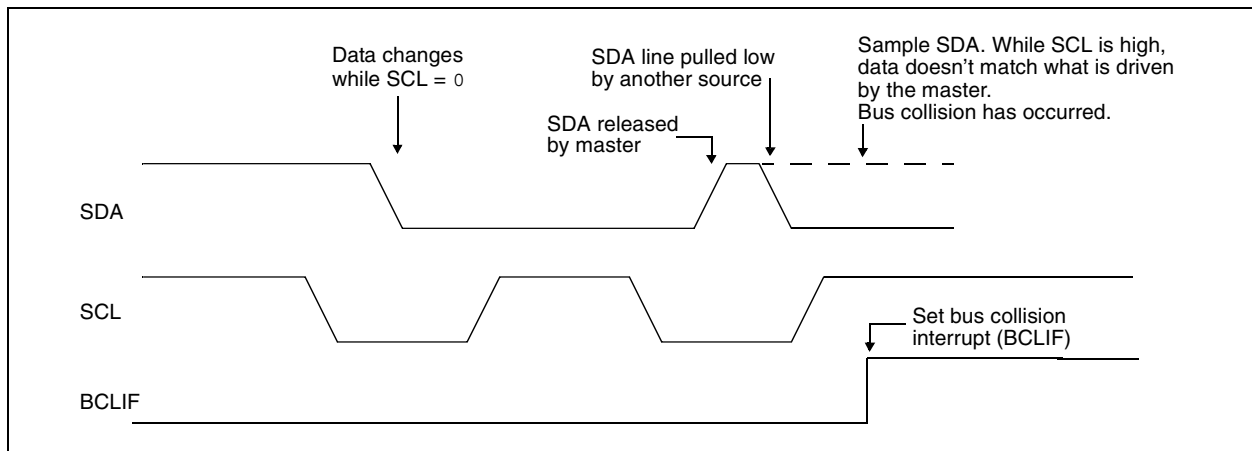 Data changes
while SCL = 0
SDA line pulled low
by another source
Sample SDA. While SCL is high,
data doesn't match what is driven
by the master.
Bus collision has occurred.
SDA released
by master
SDA
SCL
Set bus collision
interrupt (BCLIF)
BCLIF